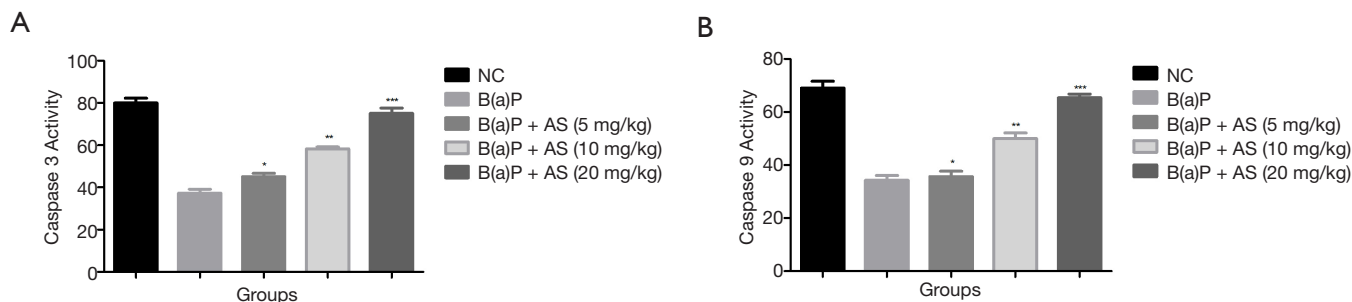 A
Caspase 3 Activity
100
80
60
40
20
0
*
**
***
Groups
NC
B(a)P
B(a)P + AS (5 mg/kg)
B(a)P + AS (10 mg/kg)
B(a)P + AS (20 mg/kg)
B
Caspase 9 Activity
80
60
40
20
0
*
**
***
Groups
NC
B(a)P
B(a)P + AS (5 mg/kg)
B(a)P + AS (10 mg/kg)
B(a)P + AS (20 mg/kg)